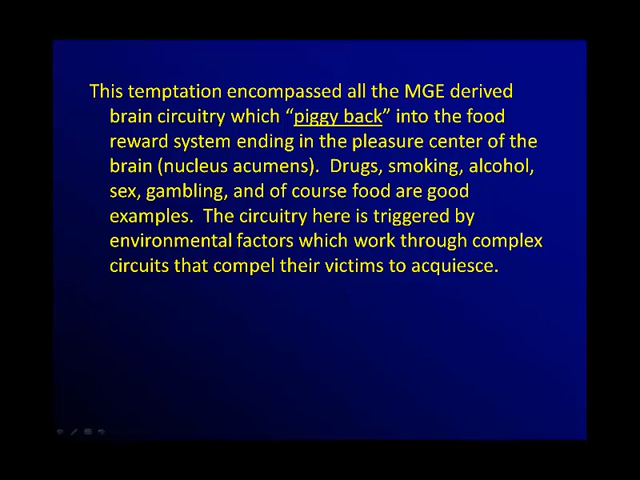 This temptation encompassed all the MGE derived
brain circuitry which “piggy back” into the food
reward system ending in the pleasure center of the
brain (nucleus acumens).  Drugs, smoking, alcohol,
sex, gambling, and of course food are good
examples.  The circuitry here is triggered by
environmental factors which work through complex
circuits that compel their victims to acquiesce.